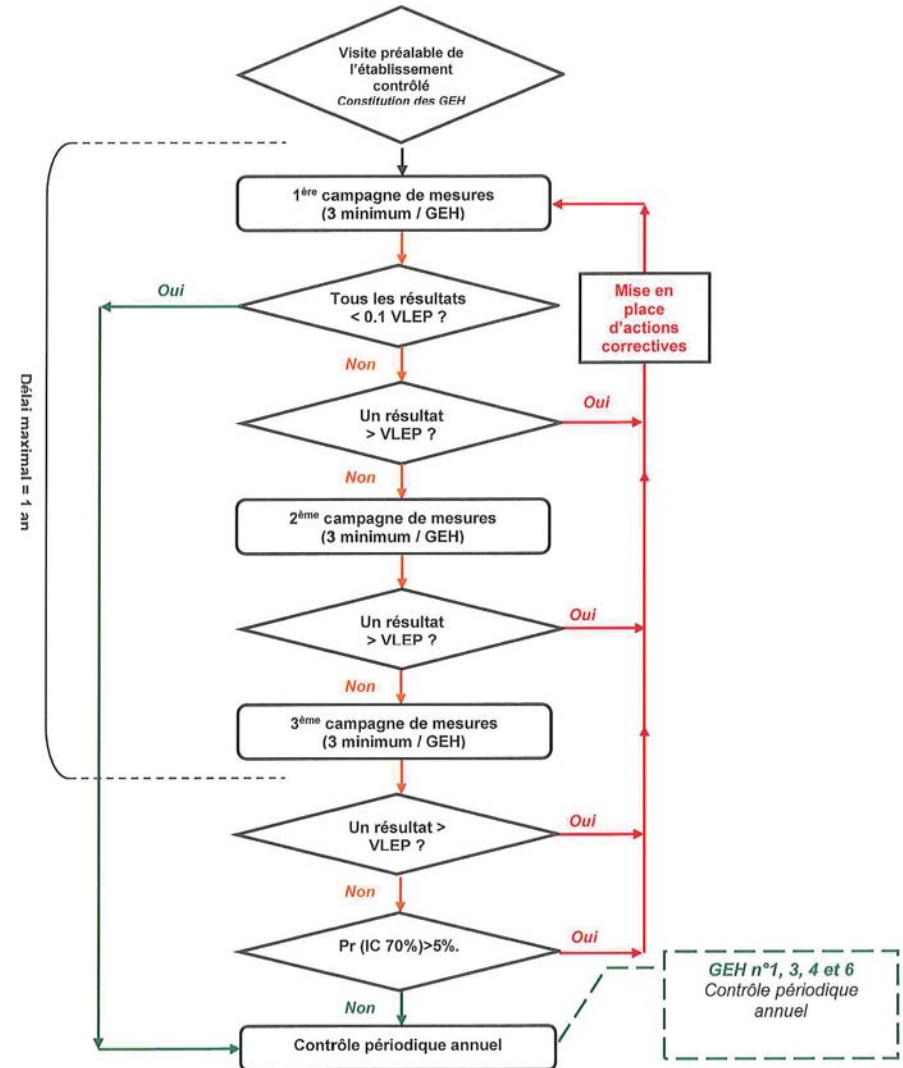 Visite préalable de
l'établissement
contrôlé
Constitution des GEH
1ère campagne de mesures
(3 minimum / GEH)
Oui
Tous les résultats
< 0.1 VLEP ?
Mise en
place
d'actions
correctives
Non
Oui
Un résultat
> VLEP ?
Délai maximal = 1 an
Non
2ème campagne de mesures
(3 minimum / GEH)
Oui
Un résultat
> VLEP ?
Non
3ème campagne de mesures
(3 minimum / GEH)
Un résultat >
VLEP ?
Oui
Non
Pr (IC 70%)>5%.
Oui
GEH n°1, 3, 4 et 6
Contrôle périodique
annuel
Non
Contrôle périodique annuel